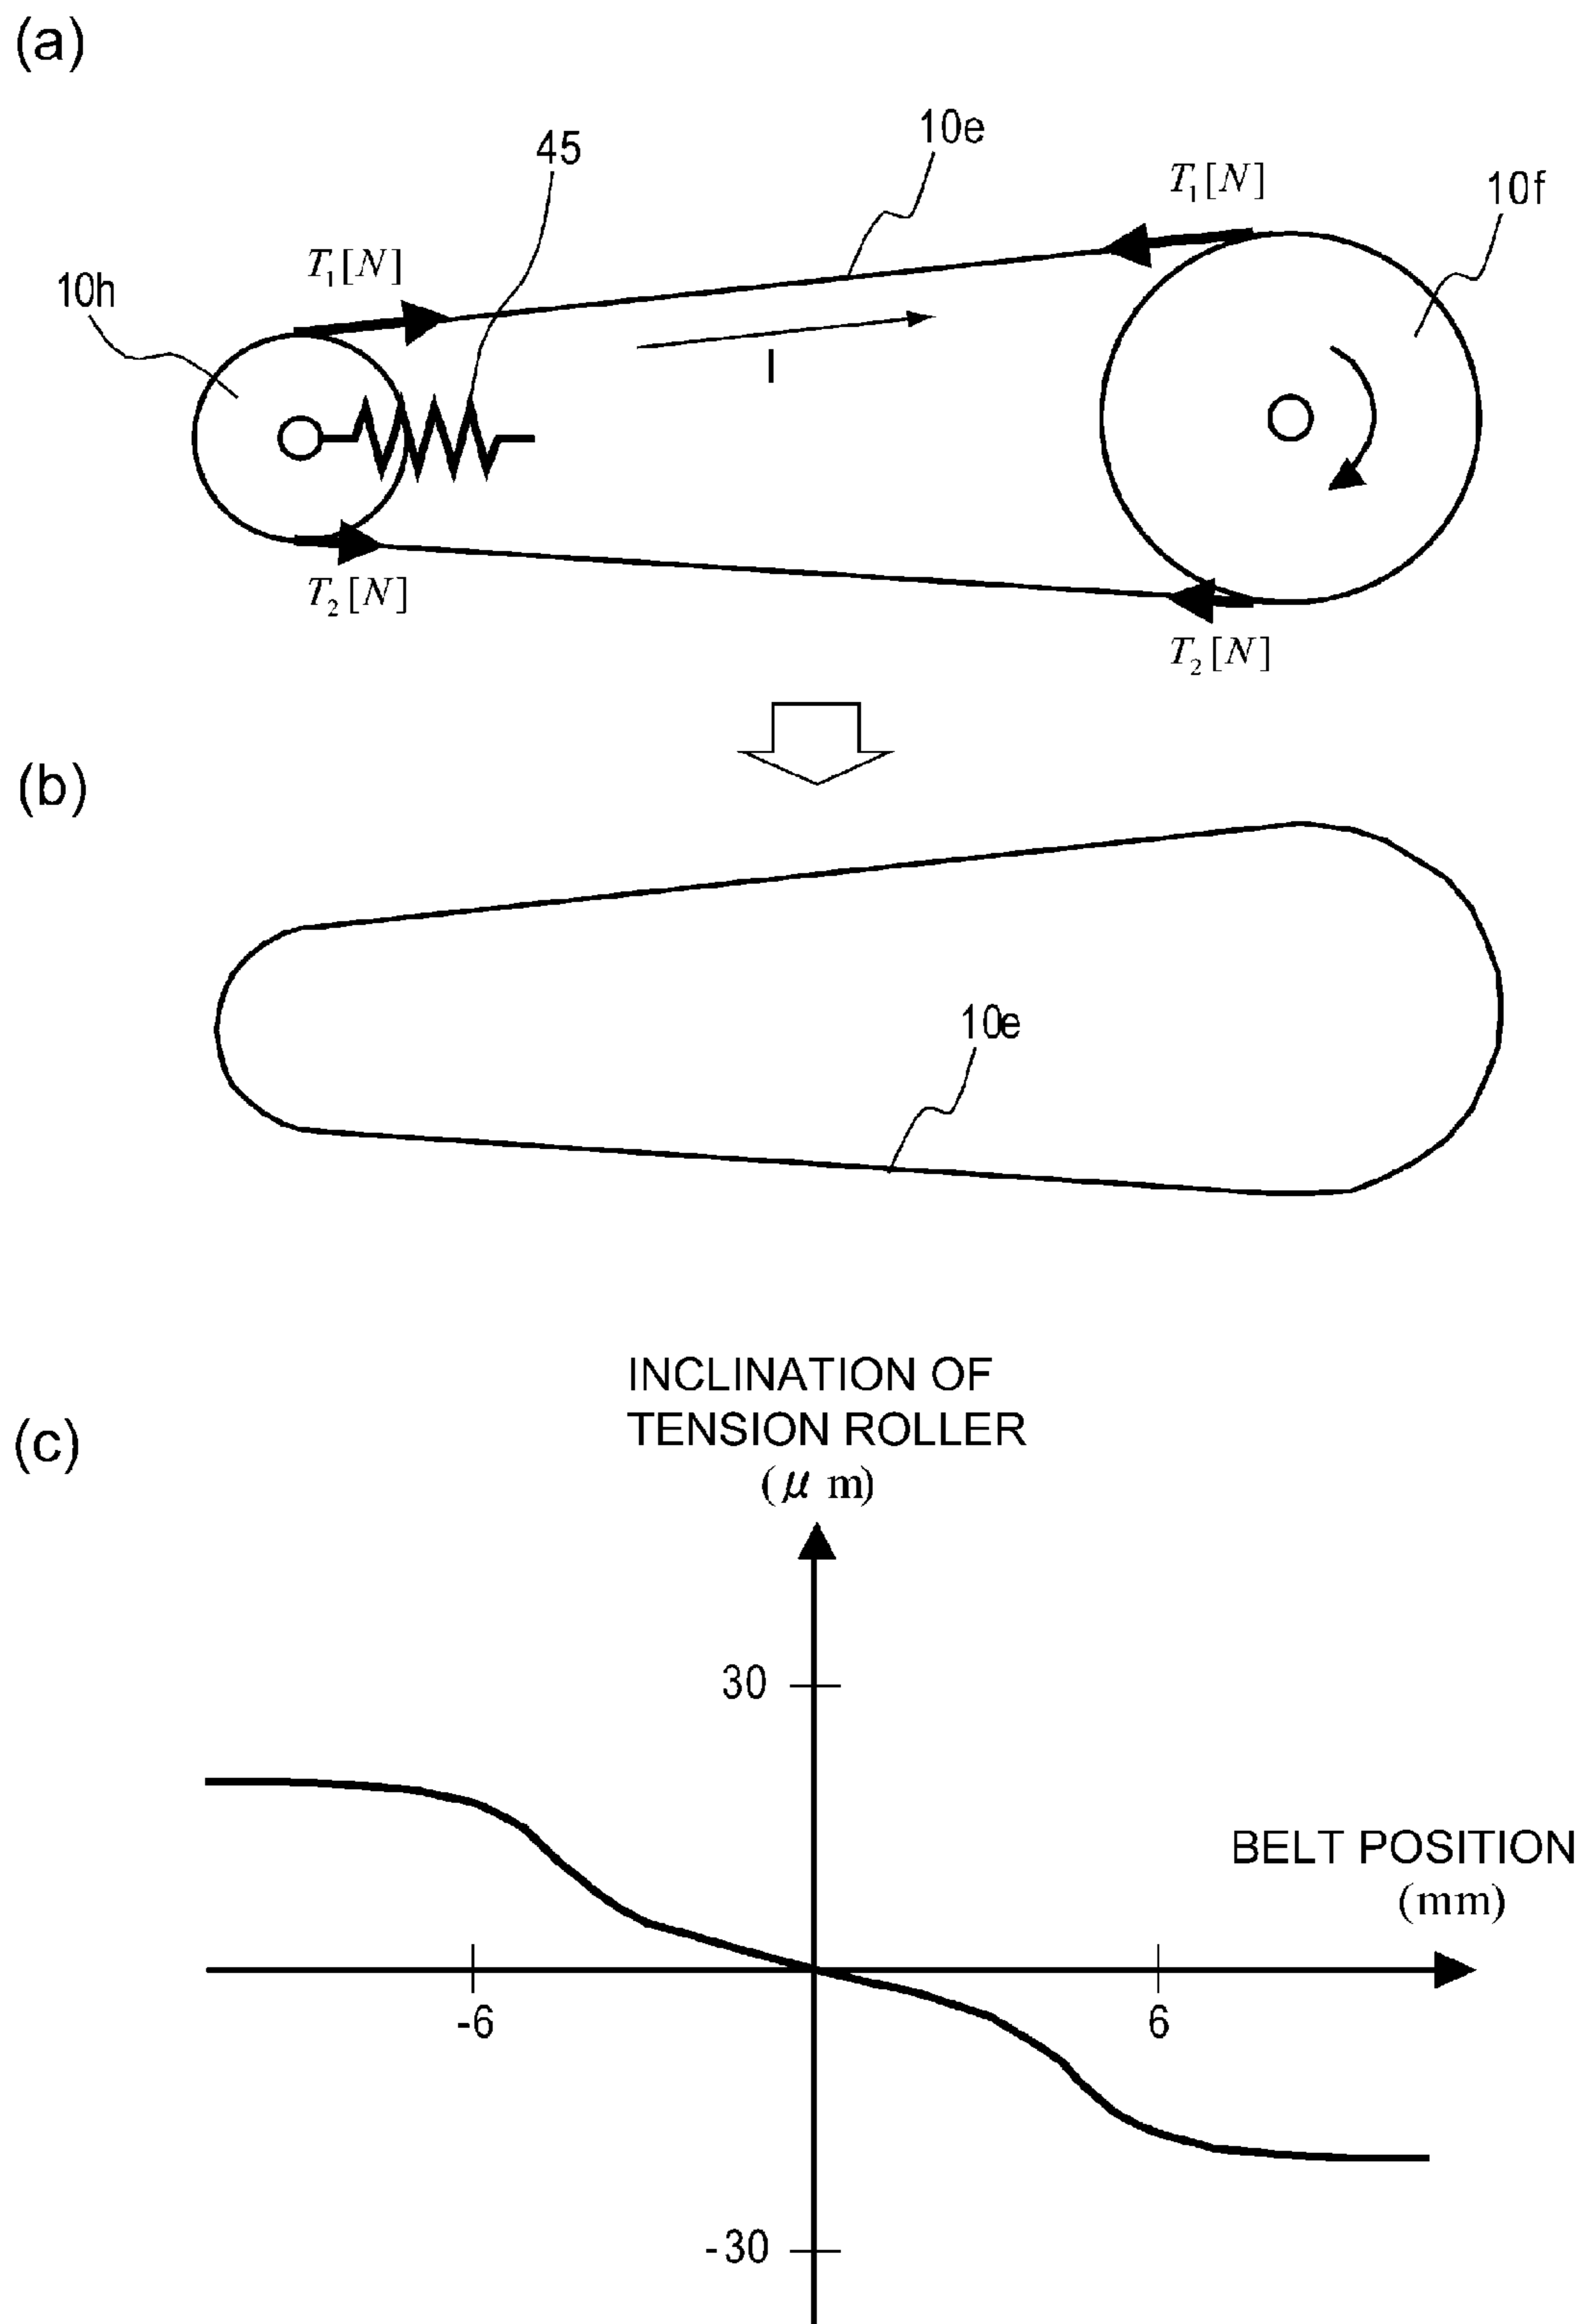 (a)
45
10e
T₁[N]
10f
T₁[N]
10h
I
T₂[N]
T₂[N]
(b)
10e
(c)
INCLINATION OF
TENSION ROLLER
(μ m)
30
BELT POSITION
(mm)
-6
6
-30